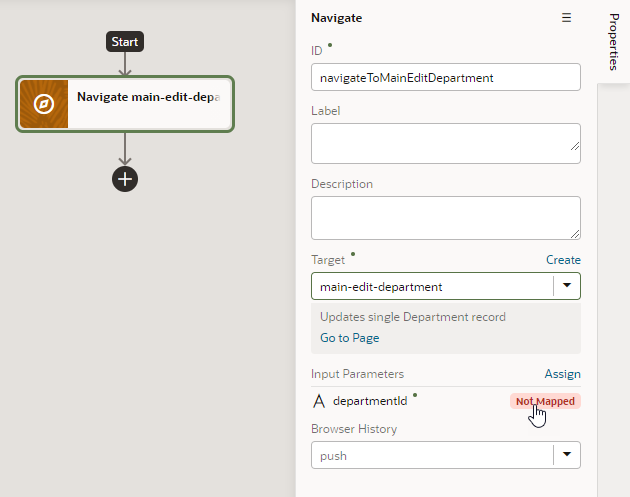 Start
Navigate main-edit-depa
Navigate
ID
navigateToMainEditDepartment
Label
Description
Target
Create
main-edit-department
Updates single Department record
Go to Page
Input Parameters
Assign
departmentId
Not Mapped
Browser History
push
Properties